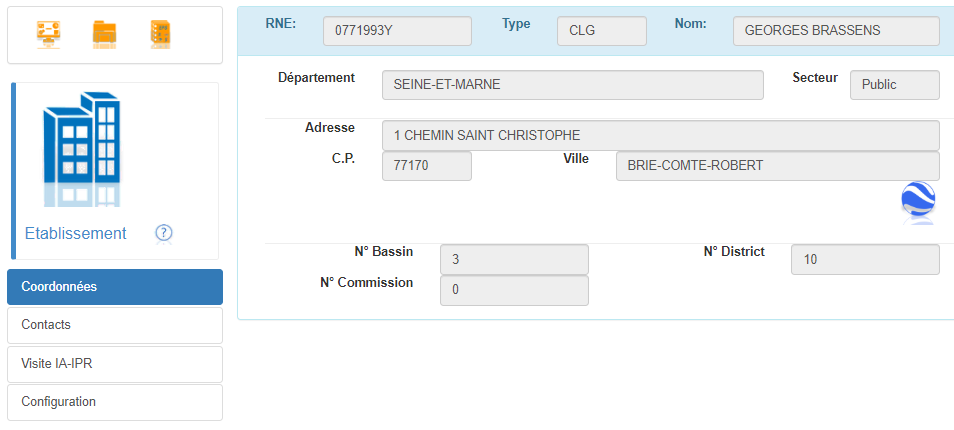 RNE: 0771993Y Type CLG Nom: GEORGES BRASSENS
Département SEINE-ET-MARNE Secteur Public
Adresse 1 CHEMIN SAINT CHRISTOPHE
C.P. 77170 Ville BRIE-COMTE-ROBERT
N° Bassin 3 N° District 10
N° Commission 0
Etablissement ?
Coordonnées
Contacts
Visite IA-IPR
Configuration